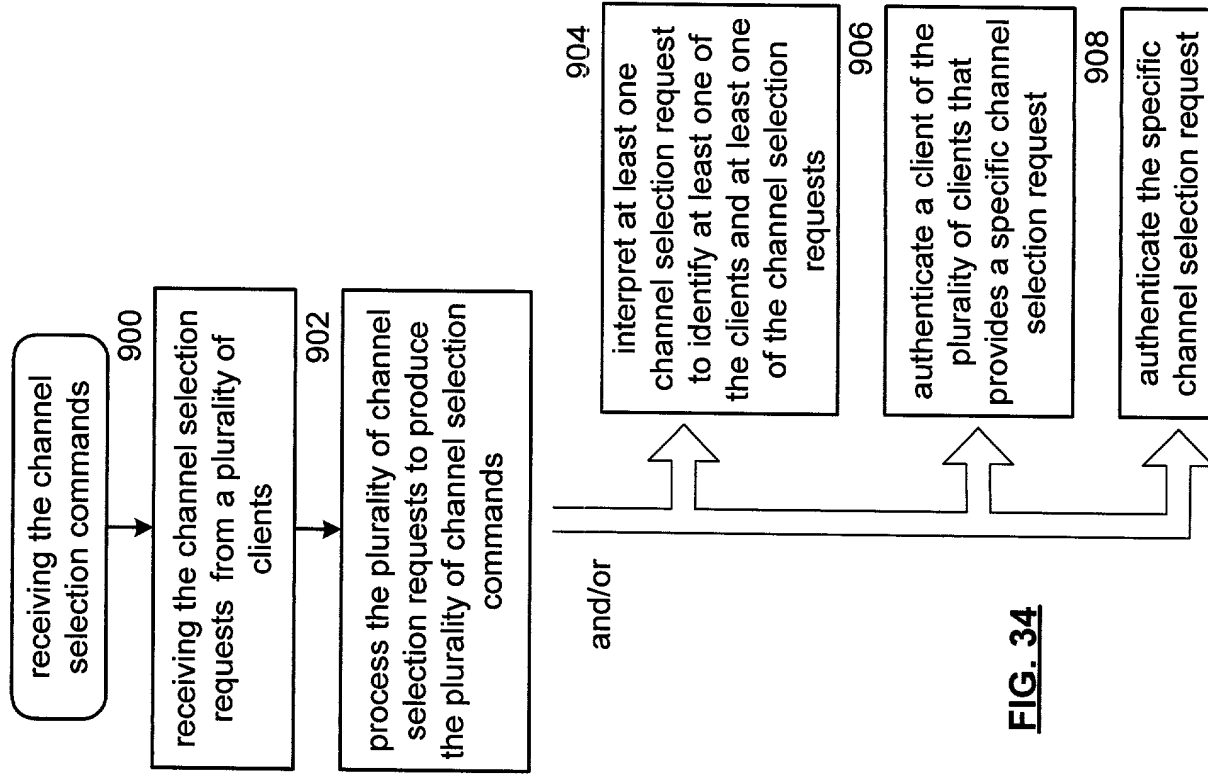 receiving the channel
selection commands
900
receiving the channel selection
requests from a plurality of
clients
902
process the plurality of channel
selection requests to produce
the plurality of channel selection
commands
and/or
904
interpret at least one
channel selection request
to identify at least one of
the clients and at least one
of the channel selection
requests
906
authenticate a client of the
plurality of clients that
provides a specific channel
selection request
908
authenticate the specific
channel selection request
FIG. 34